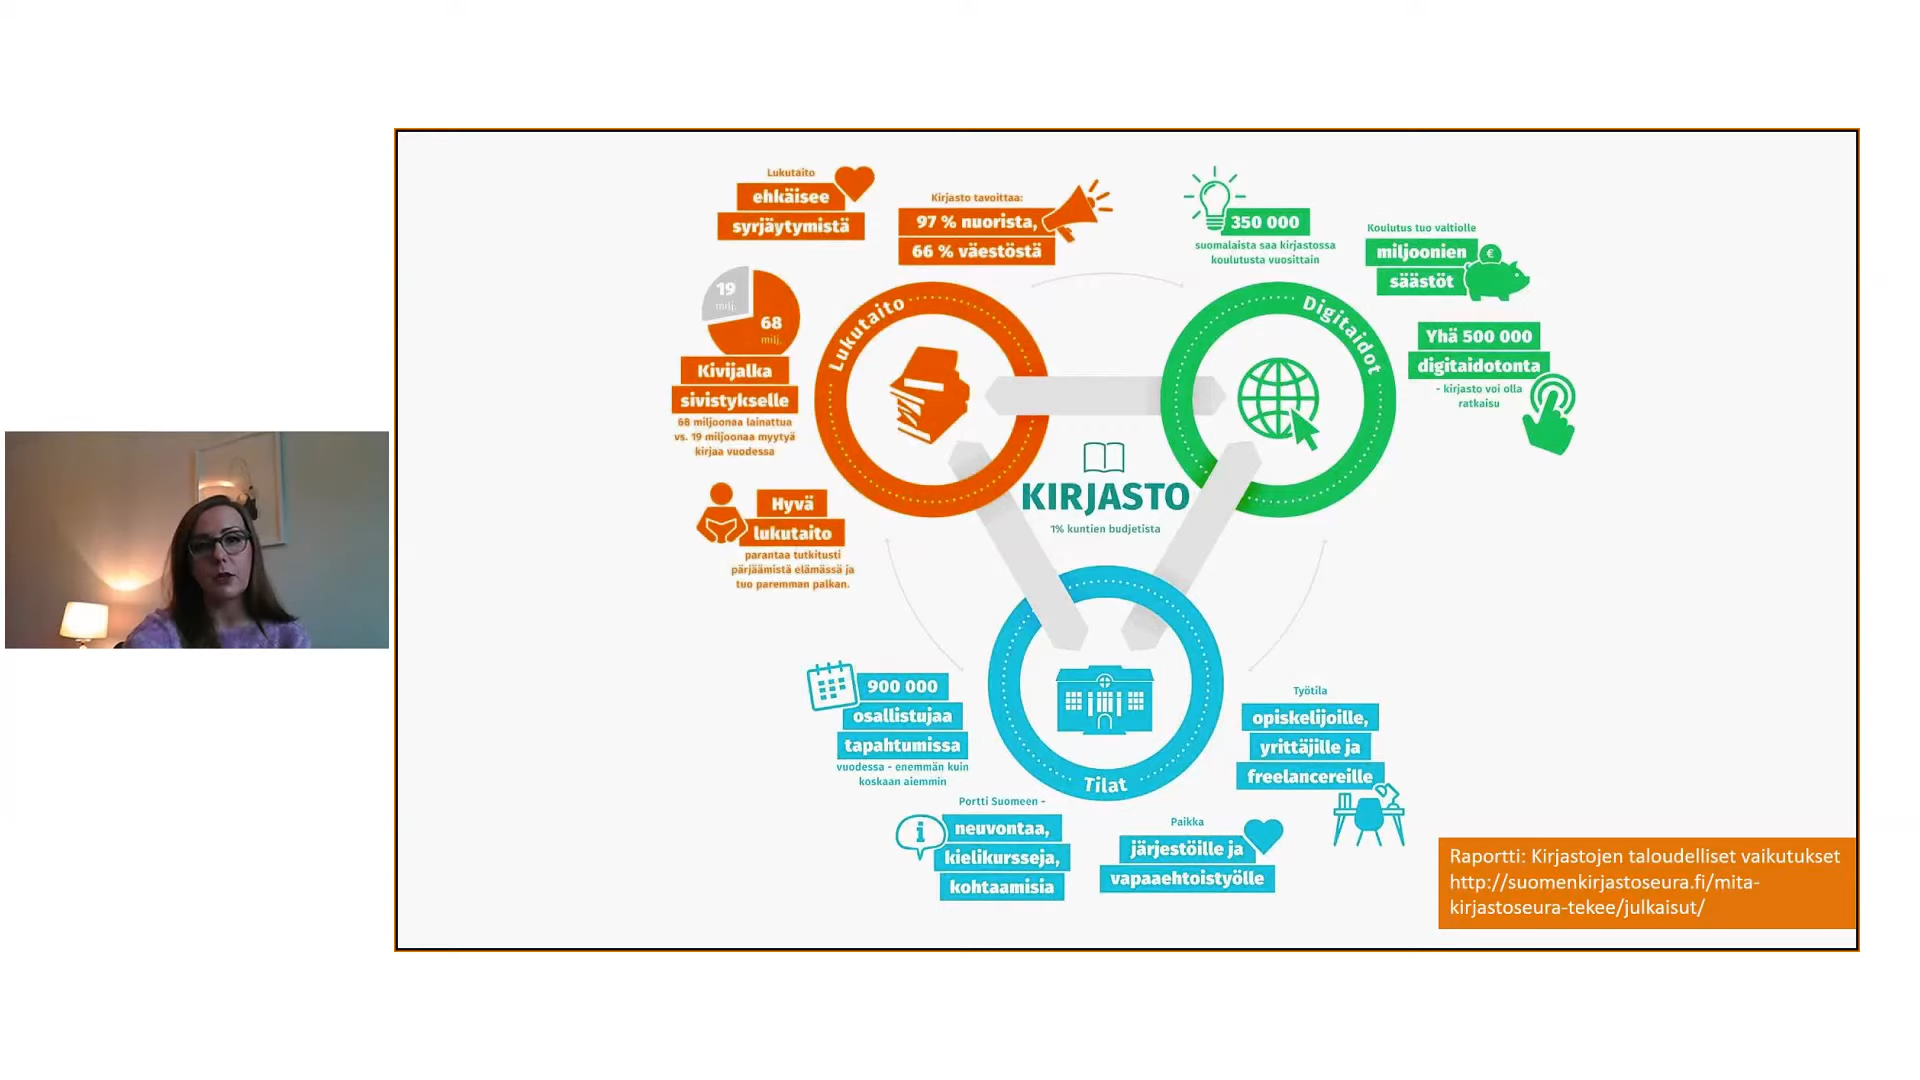 Lukutaito
ehkäisee
syrjäytymistä
Kirjasto tavoittaa:
97 % nuorista,
66 % väestöstä
19
milj.
68
milj.
Kivijalka
sivistykselle
68 miljoonaa lainattua
vs. 19 miljoonaa myytyä
kirjaa vuodessa
Hyvä
lukutaito
parantaa tutkitusti
pärjäämistä elämässä ja
tuo paremman palkan.
Lukutaito
350 000
suomalaista saa kirjastossa
koulutusta vuosittain
Koulutus tuo valtiolle
miljoonien
säästöt
€
Yhä 500 000
digitaidotonta
- kirjasto voi olla
ratkaisu
Digitaidot
KIRJASTO
1% kuntien budjetista
900 000
osallistujaa
tapahtumissa
vuodessa - enemmän kuin
koskaan aiemmin
Tilat
Portti Suomeen -
i
neuvontaa,
kielikursseja,
kohtaamisia
Paikka
järjestöille ja
vapaaehtoistyölle
Työtila
opiskelijoille,
yrittäjille ja
freelancereille
Raportti: Kirjastojen taloudelliset vaikutukset
http://suomenkirjastoseura.fi/mita-
kirjastoseura-tekee/julkaisut/